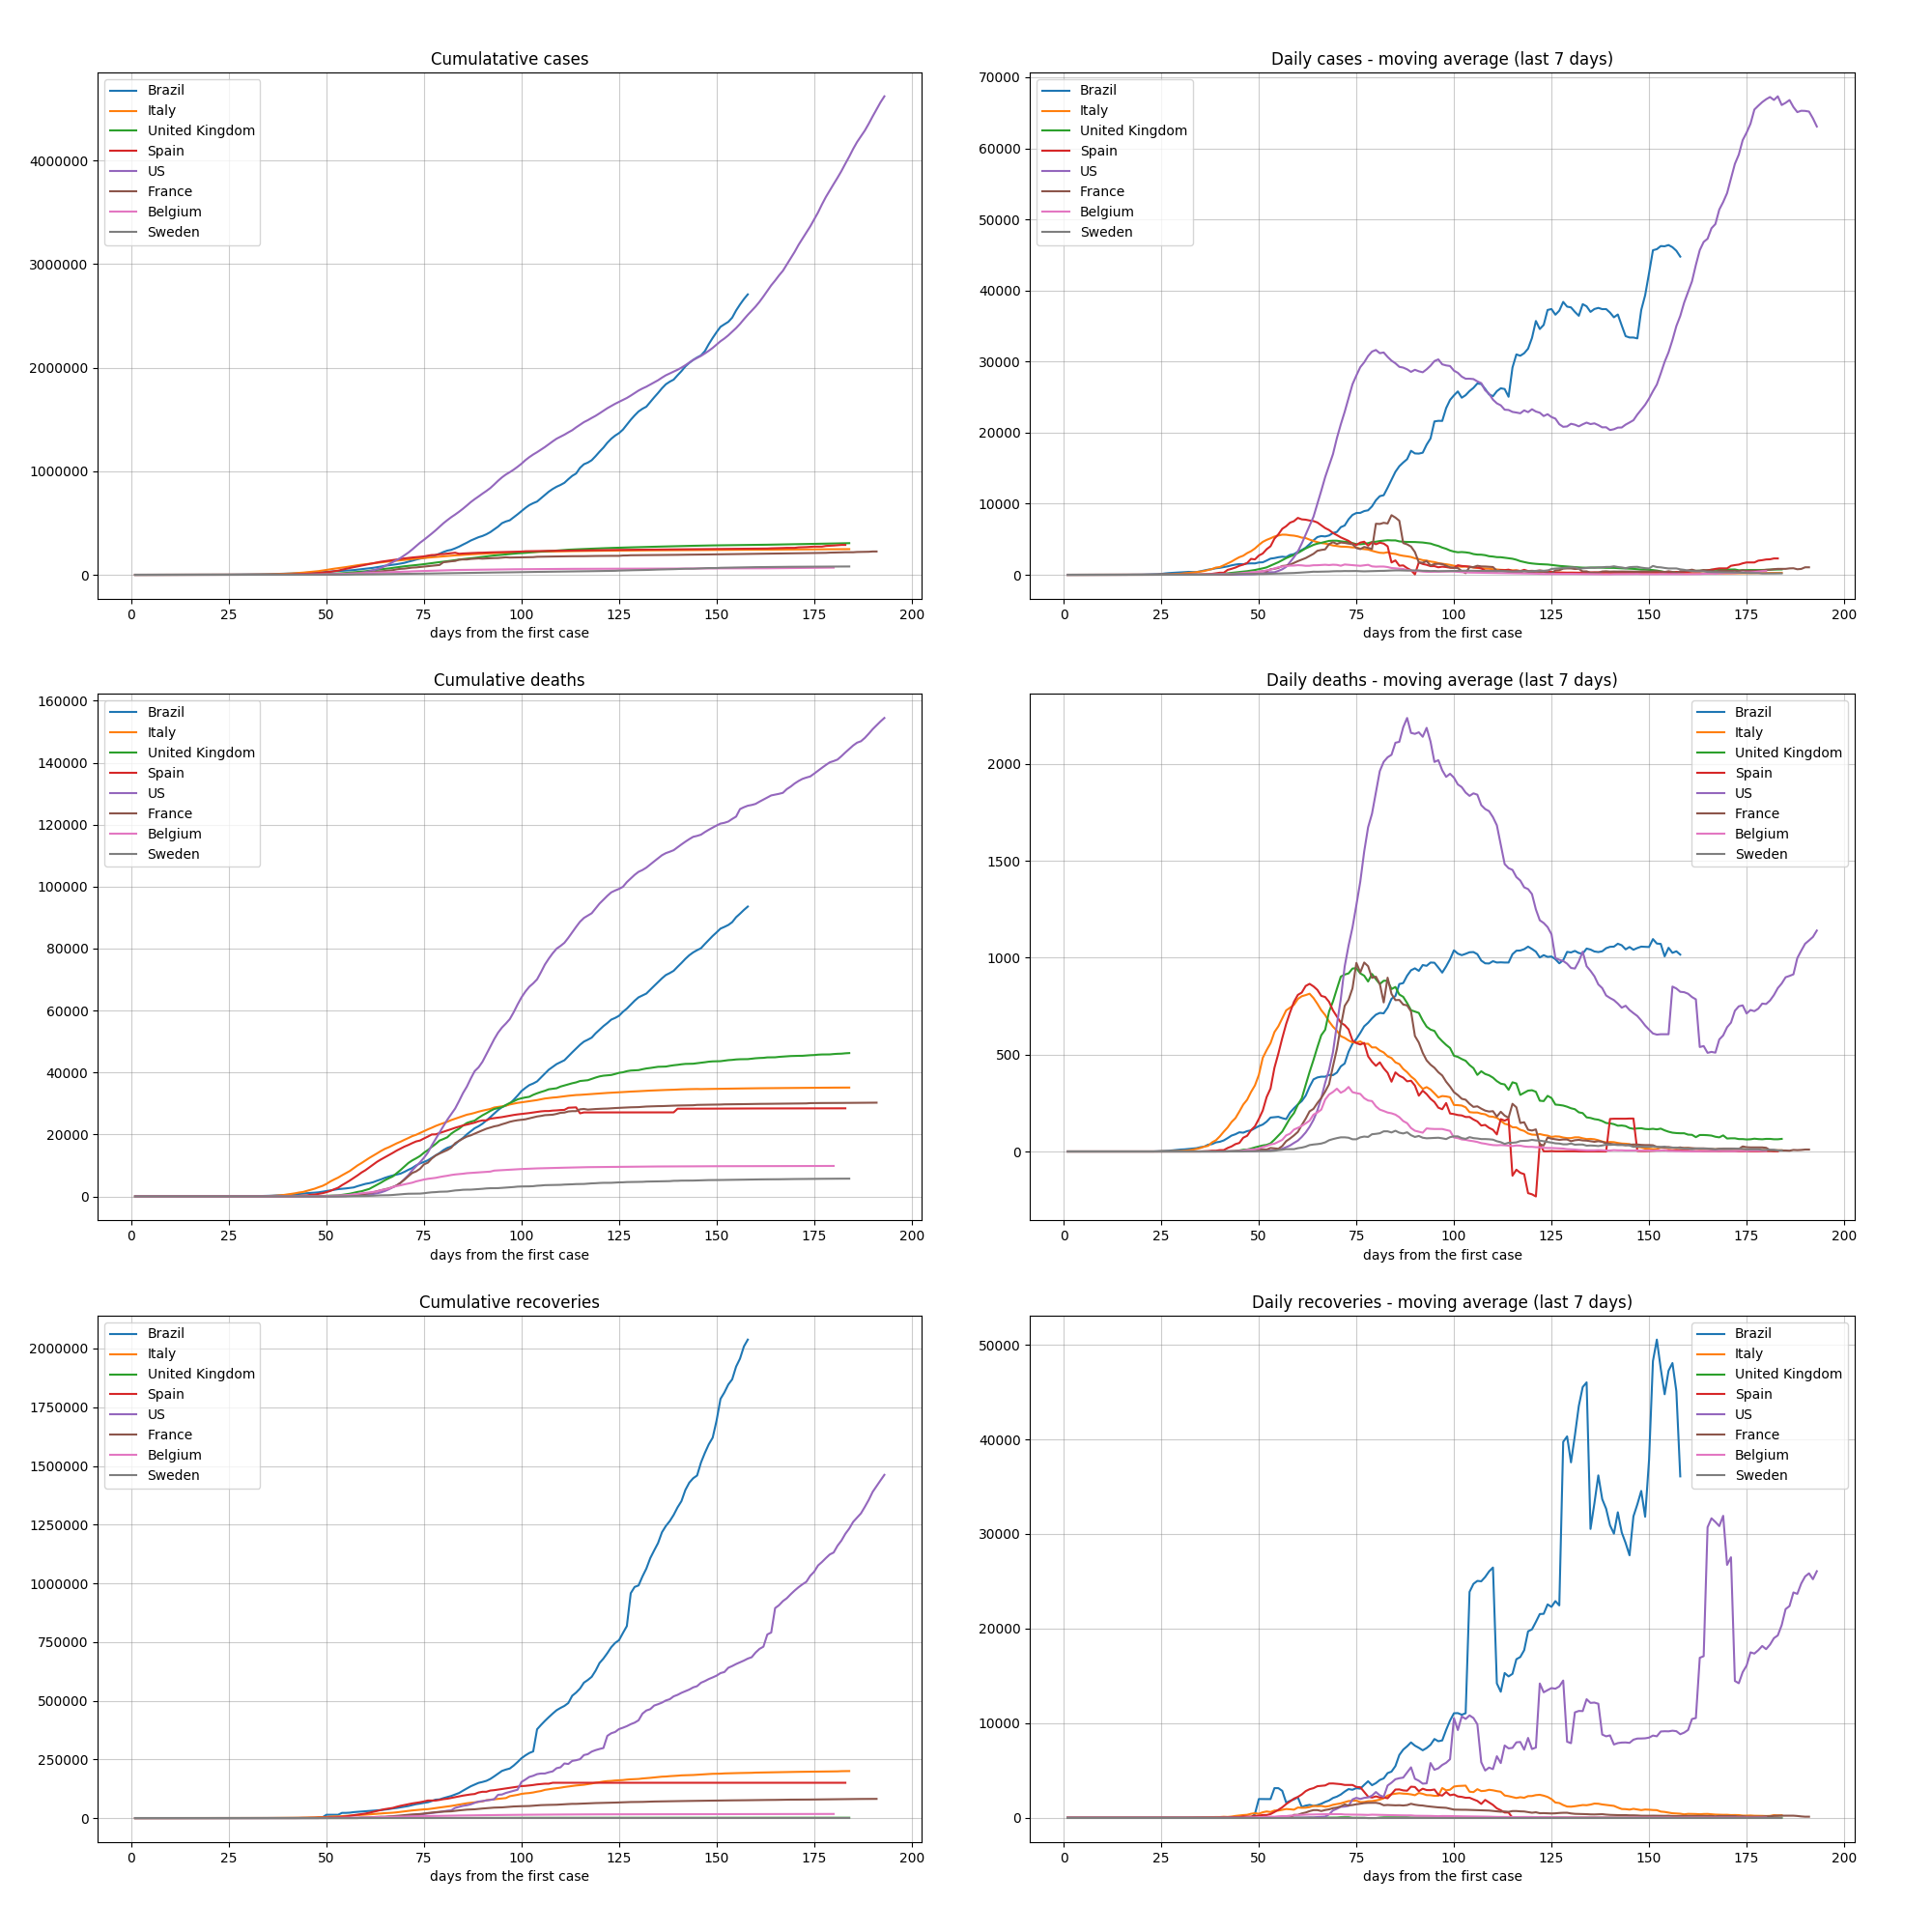 Cumulatative cases
Brazil
Italy
United Kingdom
Spain
US
France
Belgium
Sweden
4000000
3000000
2000000
1000000
0
0 25 50 75 100 125 150 175 200
days from the first case
Daily cases - moving average (last 7 days)
Brazil
Italy
United Kingdom
Spain
US
France
Belgium
Sweden
70000
60000
50000
40000
30000
20000
10000
0
0 25 50 75 100 125 150 175 200
days from the first case
Cumulative deaths
Brazil
Italy
United Kingdom
Spain
US
France
Belgium
Sweden
160000
140000
120000
100000
80000
60000
40000
20000
0
0 25 50 75 100 125 150 175 200
days from the first case
Daily deaths - moving average (last 7 days)
Brazil
Italy
United Kingdom
Spain
US
France
Belgium
Sweden
2000
1500
1000
500
0
0 25 50 75 100 125 150 175 200
days from the first case
Cumulative recoveries
Brazil
Italy
United Kingdom
Spain
US
France
Belgium
Sweden
2000000
1750000
1500000
1250000
1000000
750000
500000
250000
0
0 25 50 75 100 125 150 175 200
days from the first case
Daily recoveries - moving average (last 7 days)
Brazil
Italy
United Kingdom
Spain
US
France
Belgium
Sweden
50000
40000
30000
20000
10000
0
0 25 50 75 100 125 150 175 200
days from the first case